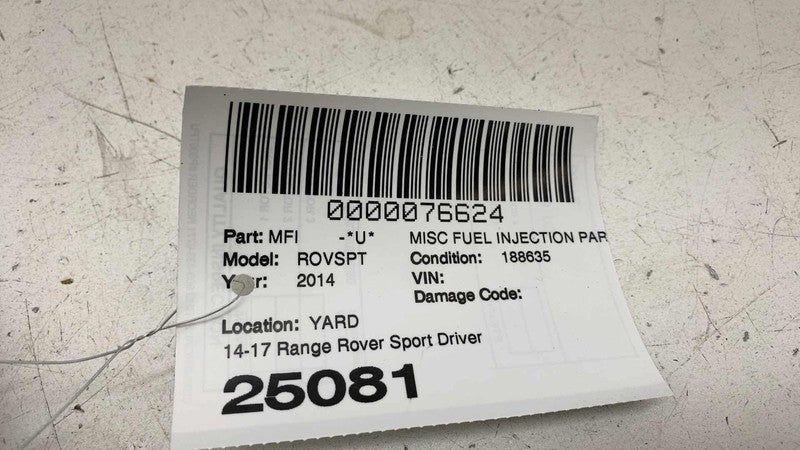 0000076624
Part: MFI -*U* MISC FUEL INJECTION PAR
Model: ROVSPT Condition: 188635
Year: 2014 VIN:
Damage Code:
Location: YARD
14-17 Range Rover Sport Driver
25081